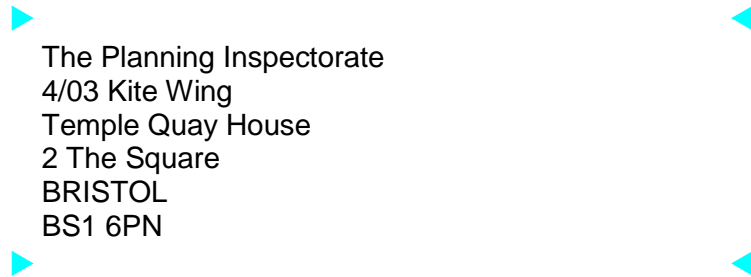 The Planning Inspectorate
4/03 Kite Wing
Temple Quay House
2 The Square
BRISTOL
BS1 6PN